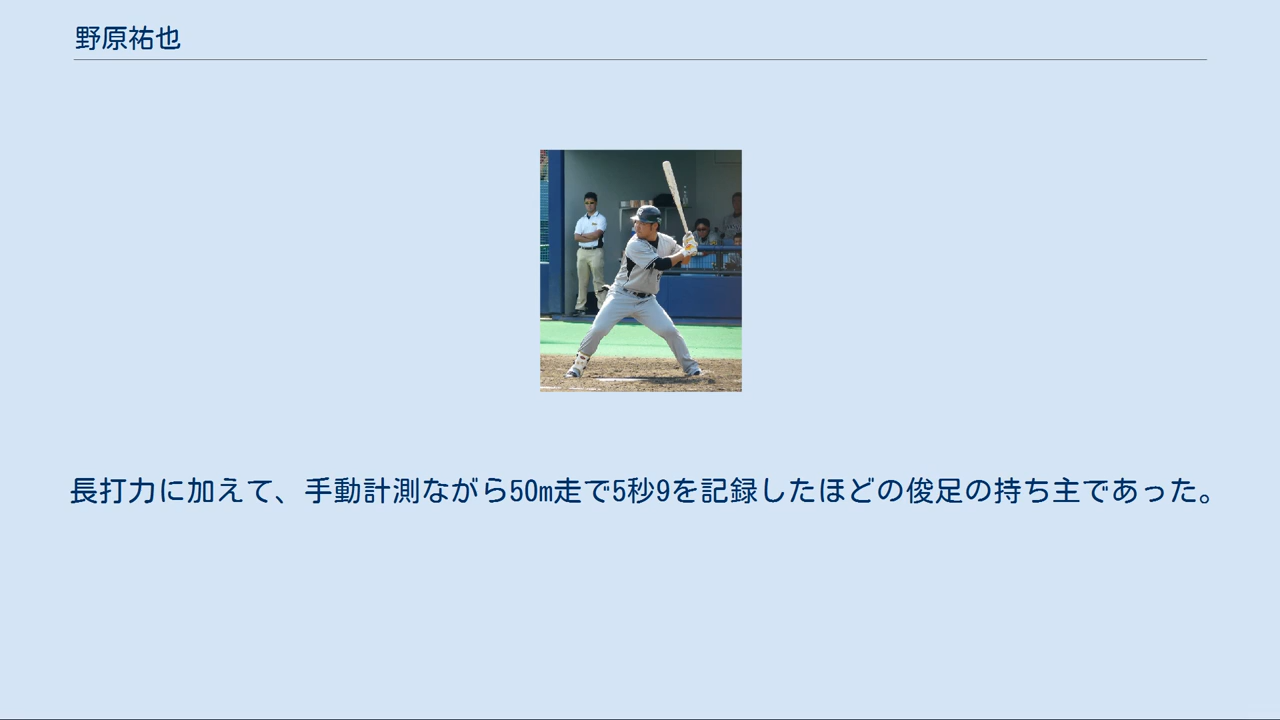 野原祐也
長打力に加えて、手動計測ながら50m走で5秒9を記録したほどの俊足の持ち主であった。